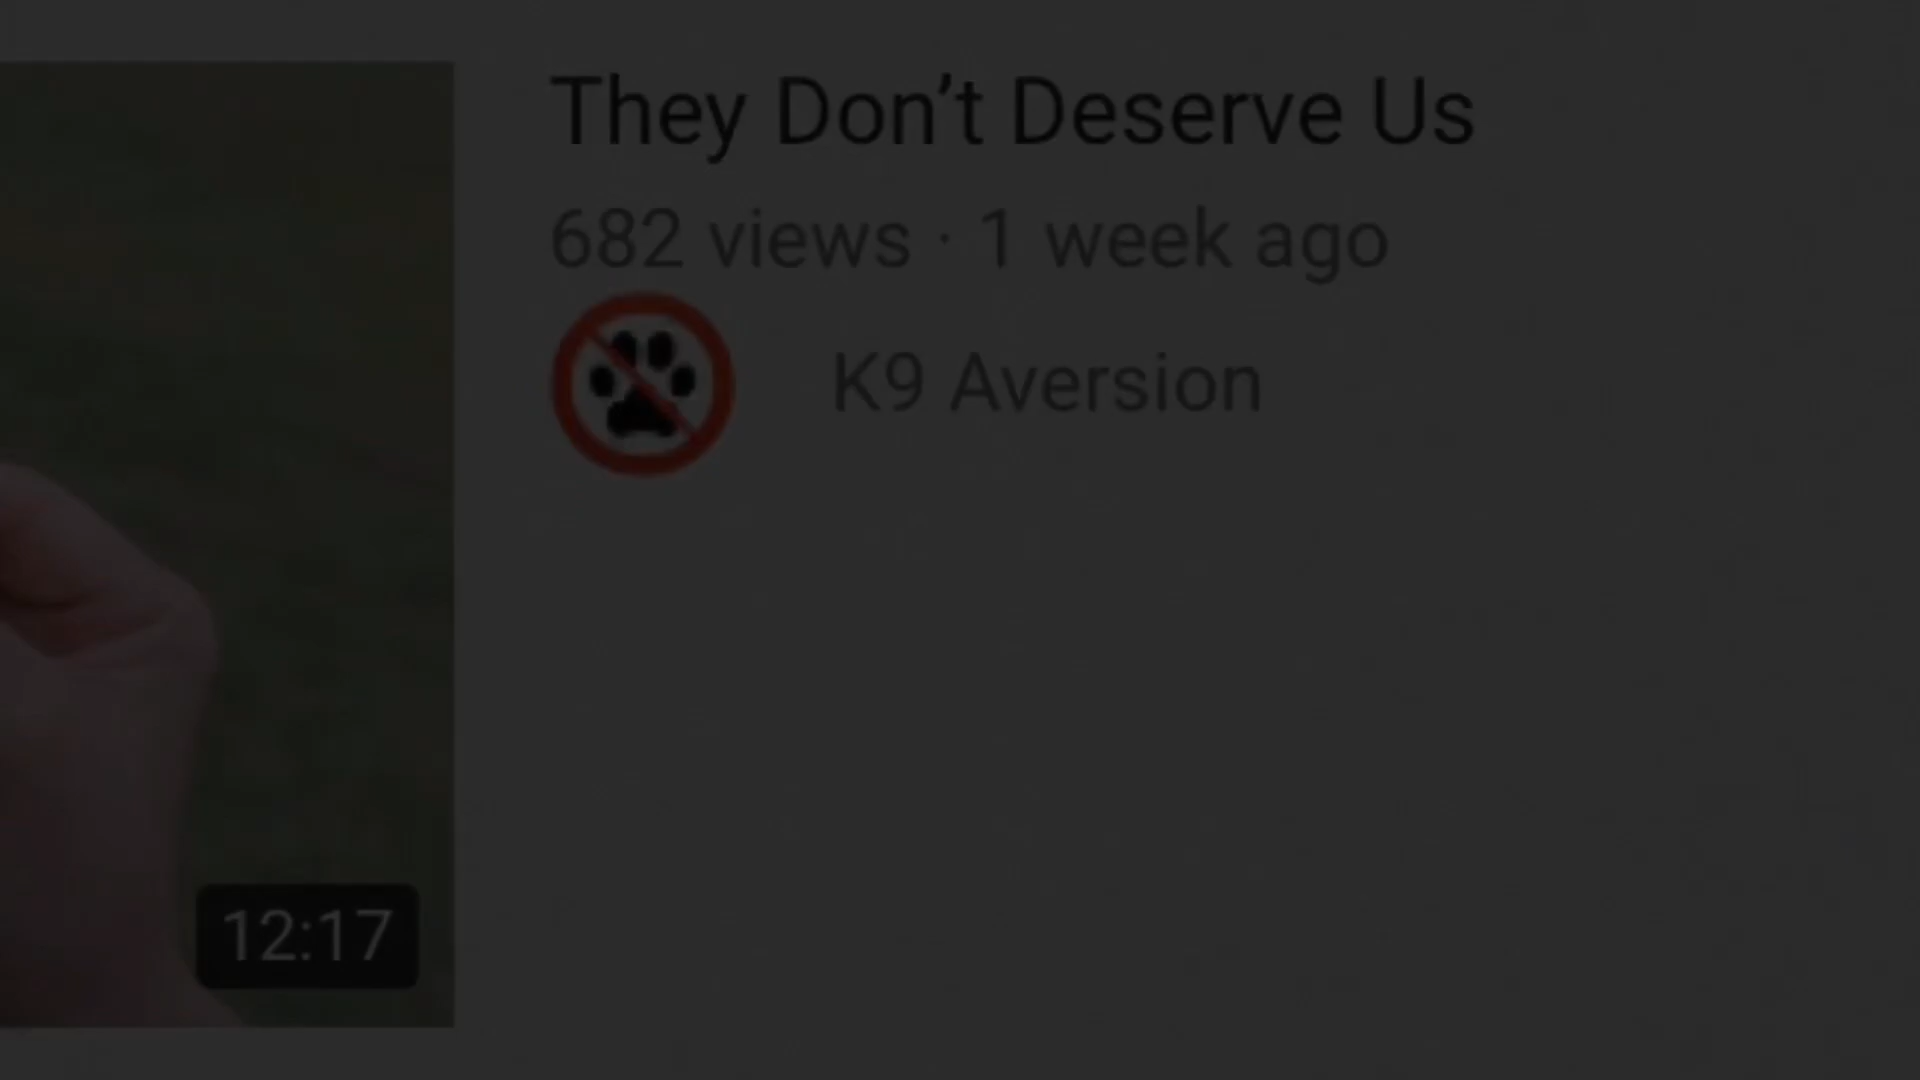 They Don’t Deserve Us
682 views · 1 week ago
K9 Aversion
12:17